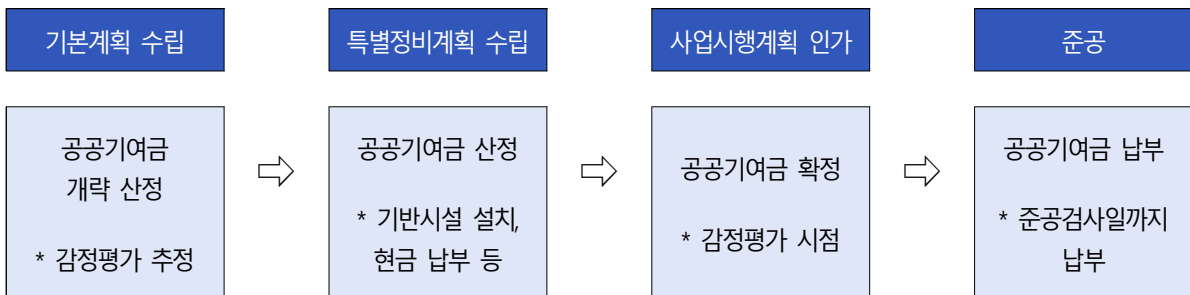 기본계획 수립
특별정비계획 수립
사업시행계획 인가
준공
공공기여금
개략 산정
* 감정평가 추정
공공기여금 산정
* 기반시설 설치,
현금 납부 등
공공기여금 확정
* 감정평가 시점
공공기여금 납부
* 준공검사일까지
납부